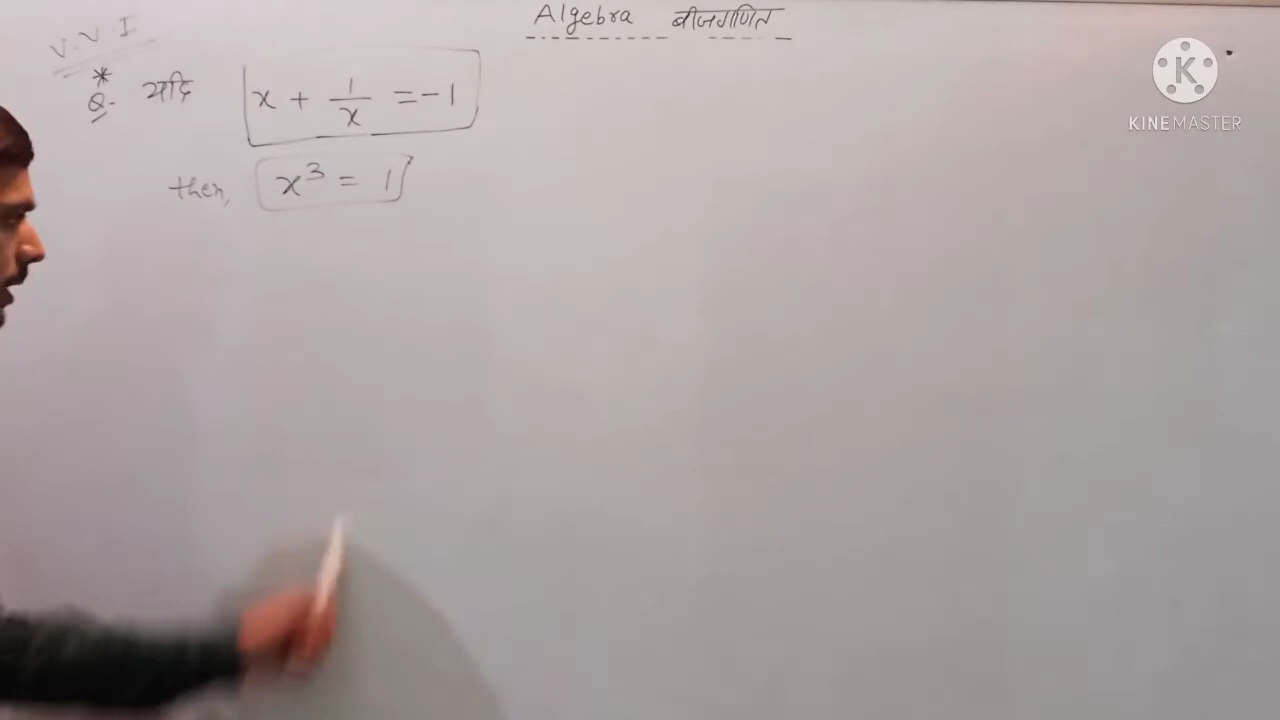 Algebra बीजगणित
V.V.I
*
Q- यदि x + 1/x = -1
then, x³ = 1
KINEMASTER